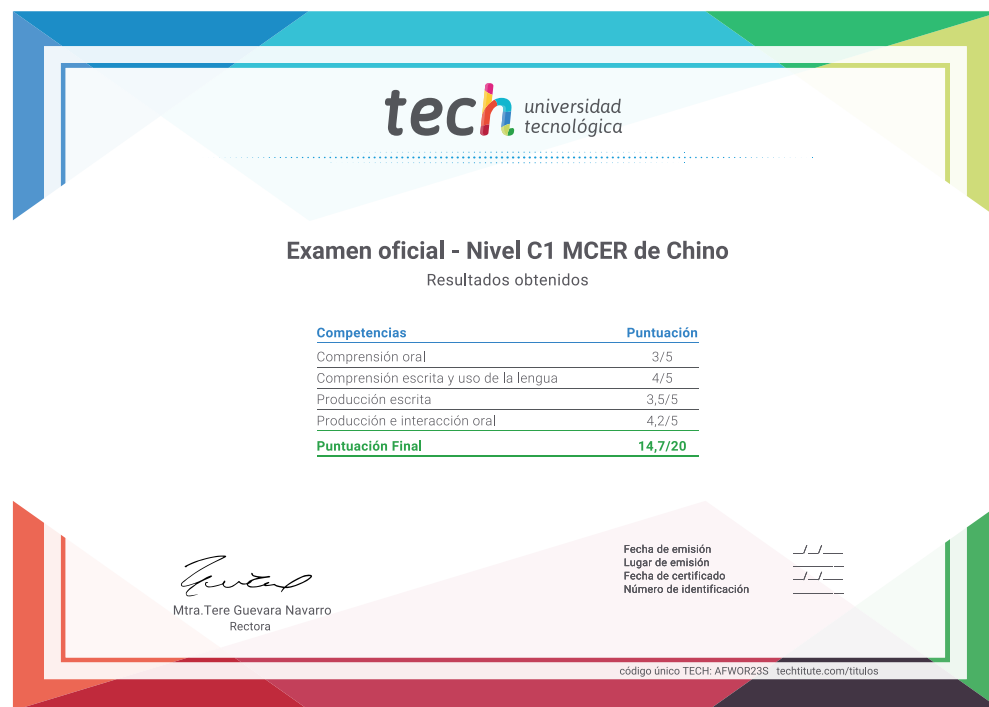 tech universidad
tecnológica
Examen oficial - Nivel C1 MCER de Chino
Resultados obtenidos
Competencias Puntuación
Comprensión oral 3/5
Comprensión escrita y uso de la lengua 4/5
Producción escrita 3,5/5
Producción e interacción oral 4,2/5
Puntuación Final 14,7/20
Fecha de emisión __/__/____
Lugar de emisión ________
Fecha de certificado __/__/____
Número de identificación ________
Mtra.Tere Guevara Navarro
Rectora
código único TECH: AFWOR23S techtitute.com/titulos